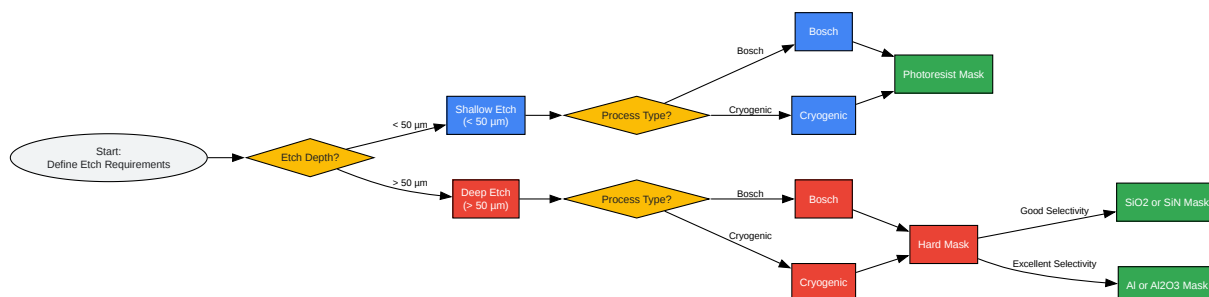 Start:
Define Etch Requirements
Etch Depth?
< 50 µm
> 50 µm
Shallow Etch
(< 50 µm)
Deep Etch
(> 50 µm)
Process Type?
Bosch
Cryogenic
Bosch
Cryogenic
Photoresist Mask
Process Type?
Bosch
Cryogenic
Bosch
Cryogenic
Hard Mask
Good Selectivity
Excellent Selectivity
SiO2 or SiN Mask
Al or Al2O3 Mask